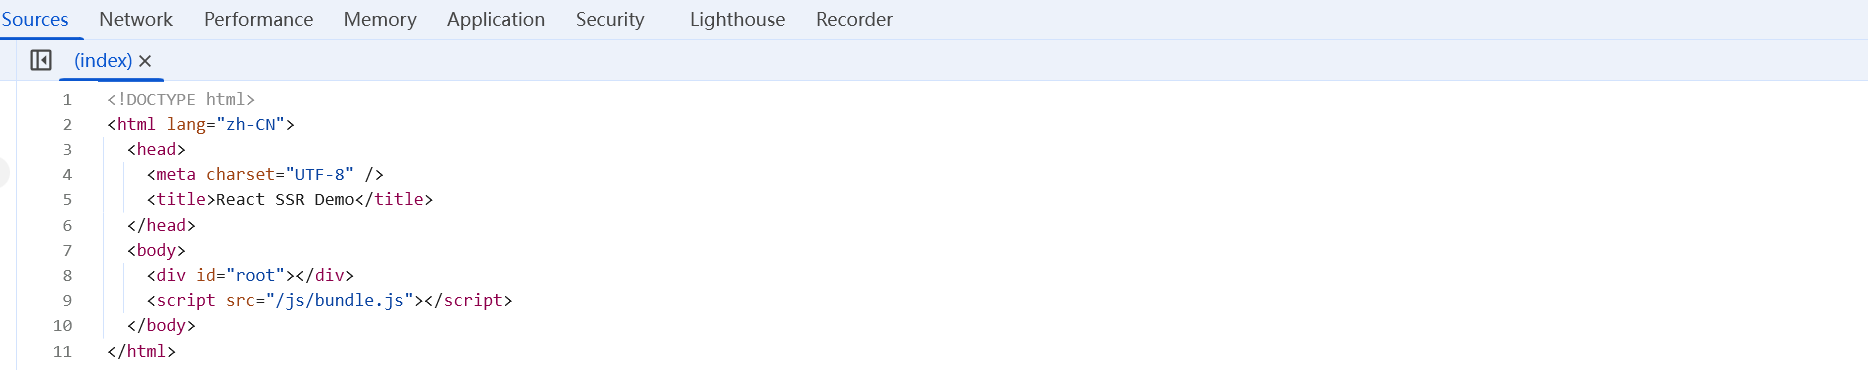 Sources Network Performance Memory Application Security Lighthouse Recorder
(index)
1 <!DOCTYPE html>
2 <html lang="zh-CN">
3 <head>
4 <meta charset="UTF-8" />
5 <title>React SSR Demo</title>
6 </head>
7 <body>
8 <div id="root"></div>
9 <script src="/js/bundle.js"></script>
10 </body>
11 </html>